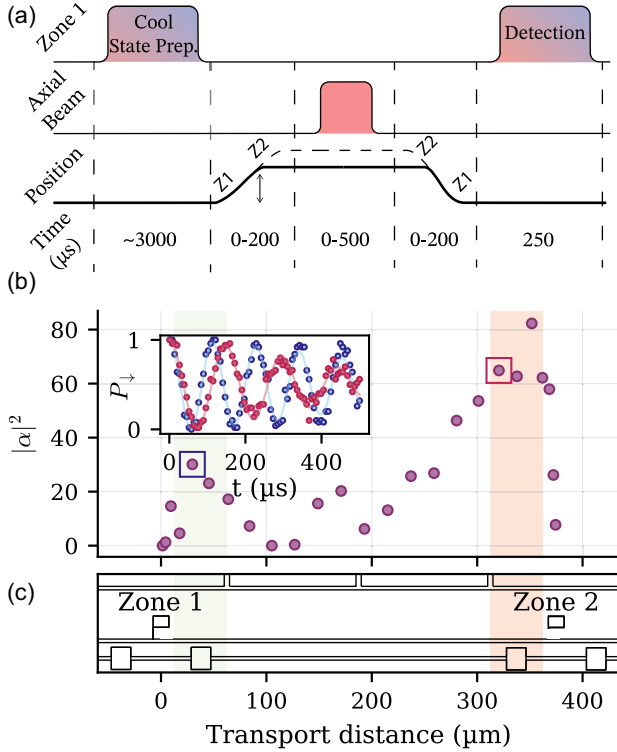 (a)
Zone 1
Cool
State Prep.
Detection
Axial
Beam
Position
Z1
Z2
Z2
Z1
Time
(μs)
~3000
0-200
0-500
0-200
250
(b)
|α|²
80
60
40
20
0
P↓
1
0
0
200
400
t (μs)
(c)
Zone 1
Zone 2
0
100
200
300
400
Transport distance (μm)